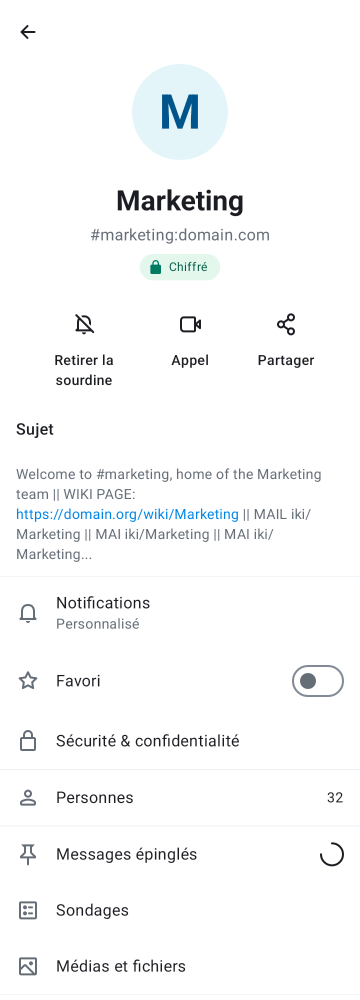 M
Marketing
#marketing:domain.com
Chiffré
Retirer la
sourdine
Appel
Partager
Sujet
Welcome to #marketing, home of the Marketing
team || WIKI PAGE:
https://domain.org/wiki/Marketing || MAIL iki/
Marketing || MAI iki/Marketing || MAI iki/
Marketing...
Notifications
Personnalisé
Favori
Sécurité & confidentialité
Personnes 32
Messages épinglés
Sondages
Médias et fichiers